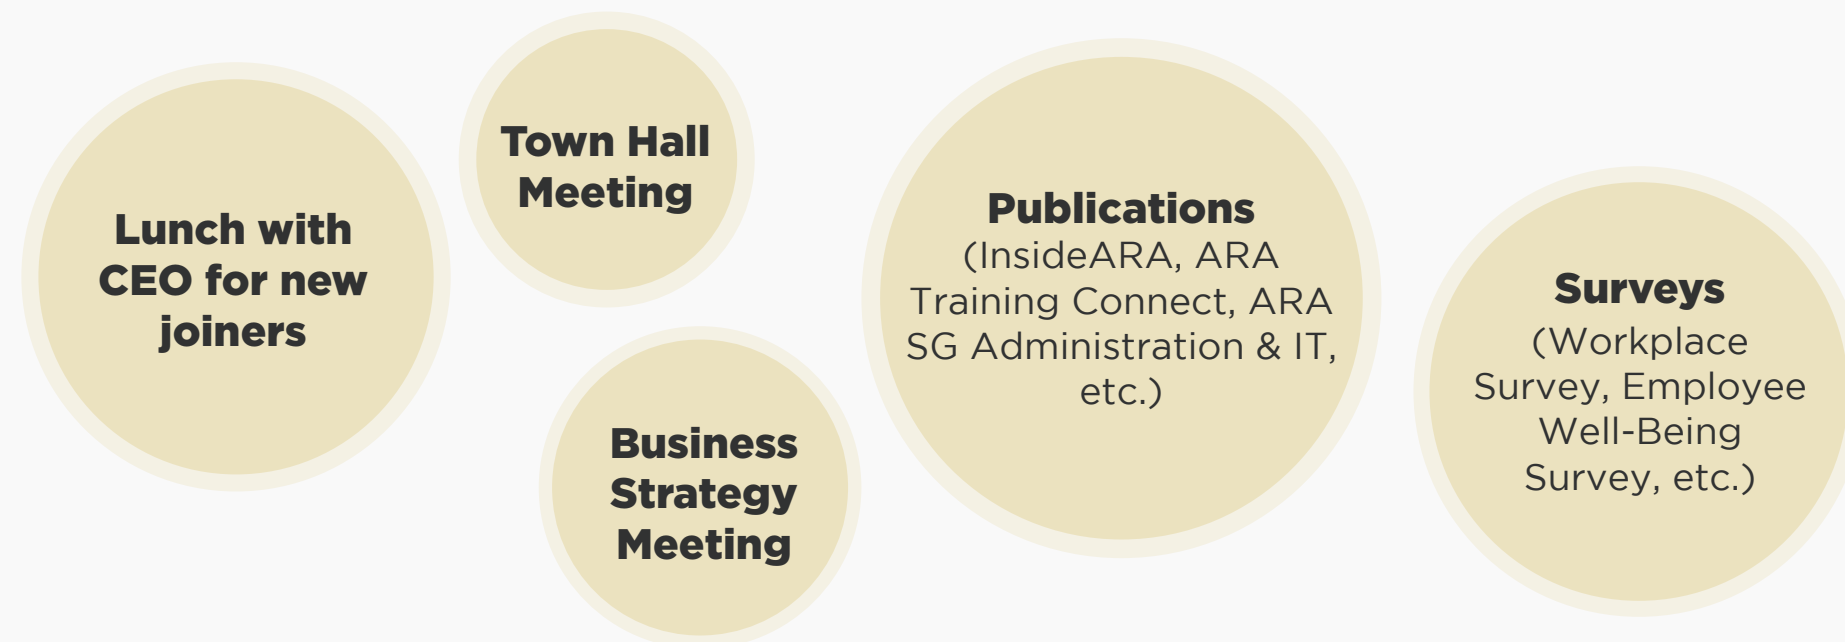 Lunch with
CEO for new
joiners
Town Hall
Meeting
Business
Strategy
Meeting
Publications
(InsideARA, ARA
Training Connect, ARA
SG Administration & IT,
etc.)
Surveys
(Workplace
Survey, Employee
Well-Being
Survey, etc.)